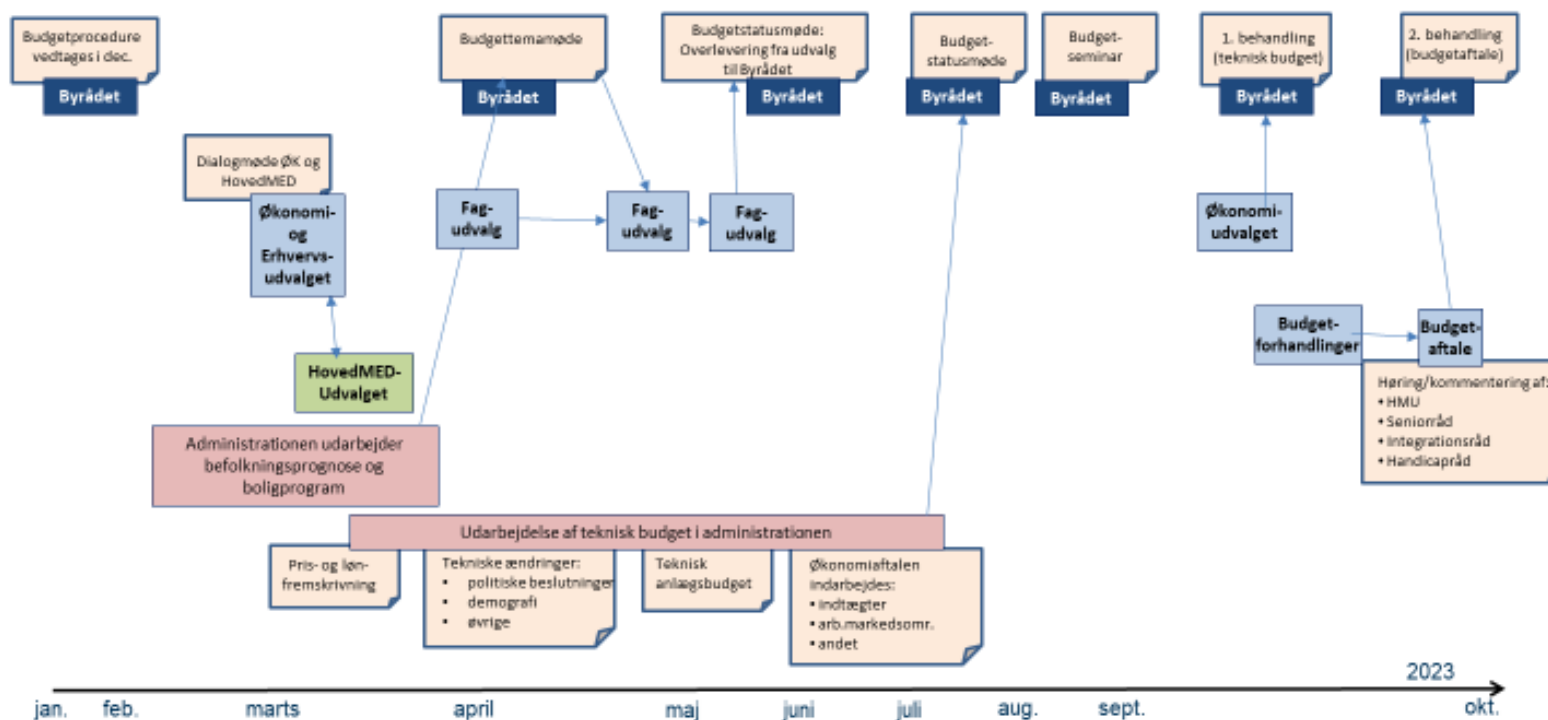 Budgetprocedure
vedtages i dec.
Byrådet
Budgettemamøde
Byrådet
Budgetstatusmøde:
Overlevering fra udvalg
til Byrådet
Byrådet
Budget-
statusmøde
Byrådet
Budget-
seminar
Byrådet
1. behandling
(teknisk budget)
Byrådet
2. behandling
(budgetaftale)
Byrådet
Dialogmøde ØK og
HovedMED
Økonomi-
og
Erhvervs-
udvalget
Fag-
udvalg
Fag-
udvalg
Fag-
udvalg
Økonomi-
udvalget
HovedMED-
Udvalget
Budget-
forhandlinger
Budget-
aftale
Høring/kommentering af:
• HMU
• Seniorråd
• Integrationsråd
• Handicapråd
Administrationen udarbejder
befolkningsprognose og
boligprogram
Udarbejdelse af teknisk budget i administrationen
Pris- og løn-
fremskrivning
Tekniske ændringer:
▪ politiske beslutninger
▪ demografi
▪ øvrige
Teknisk
anlægsbudget
Økonomiaftalen
indarbejdes:
▪ indtægter
▪ arb.markedsomr.
▪ andet
2023
jan. feb. marts april maj juni juli aug. sept. okt.